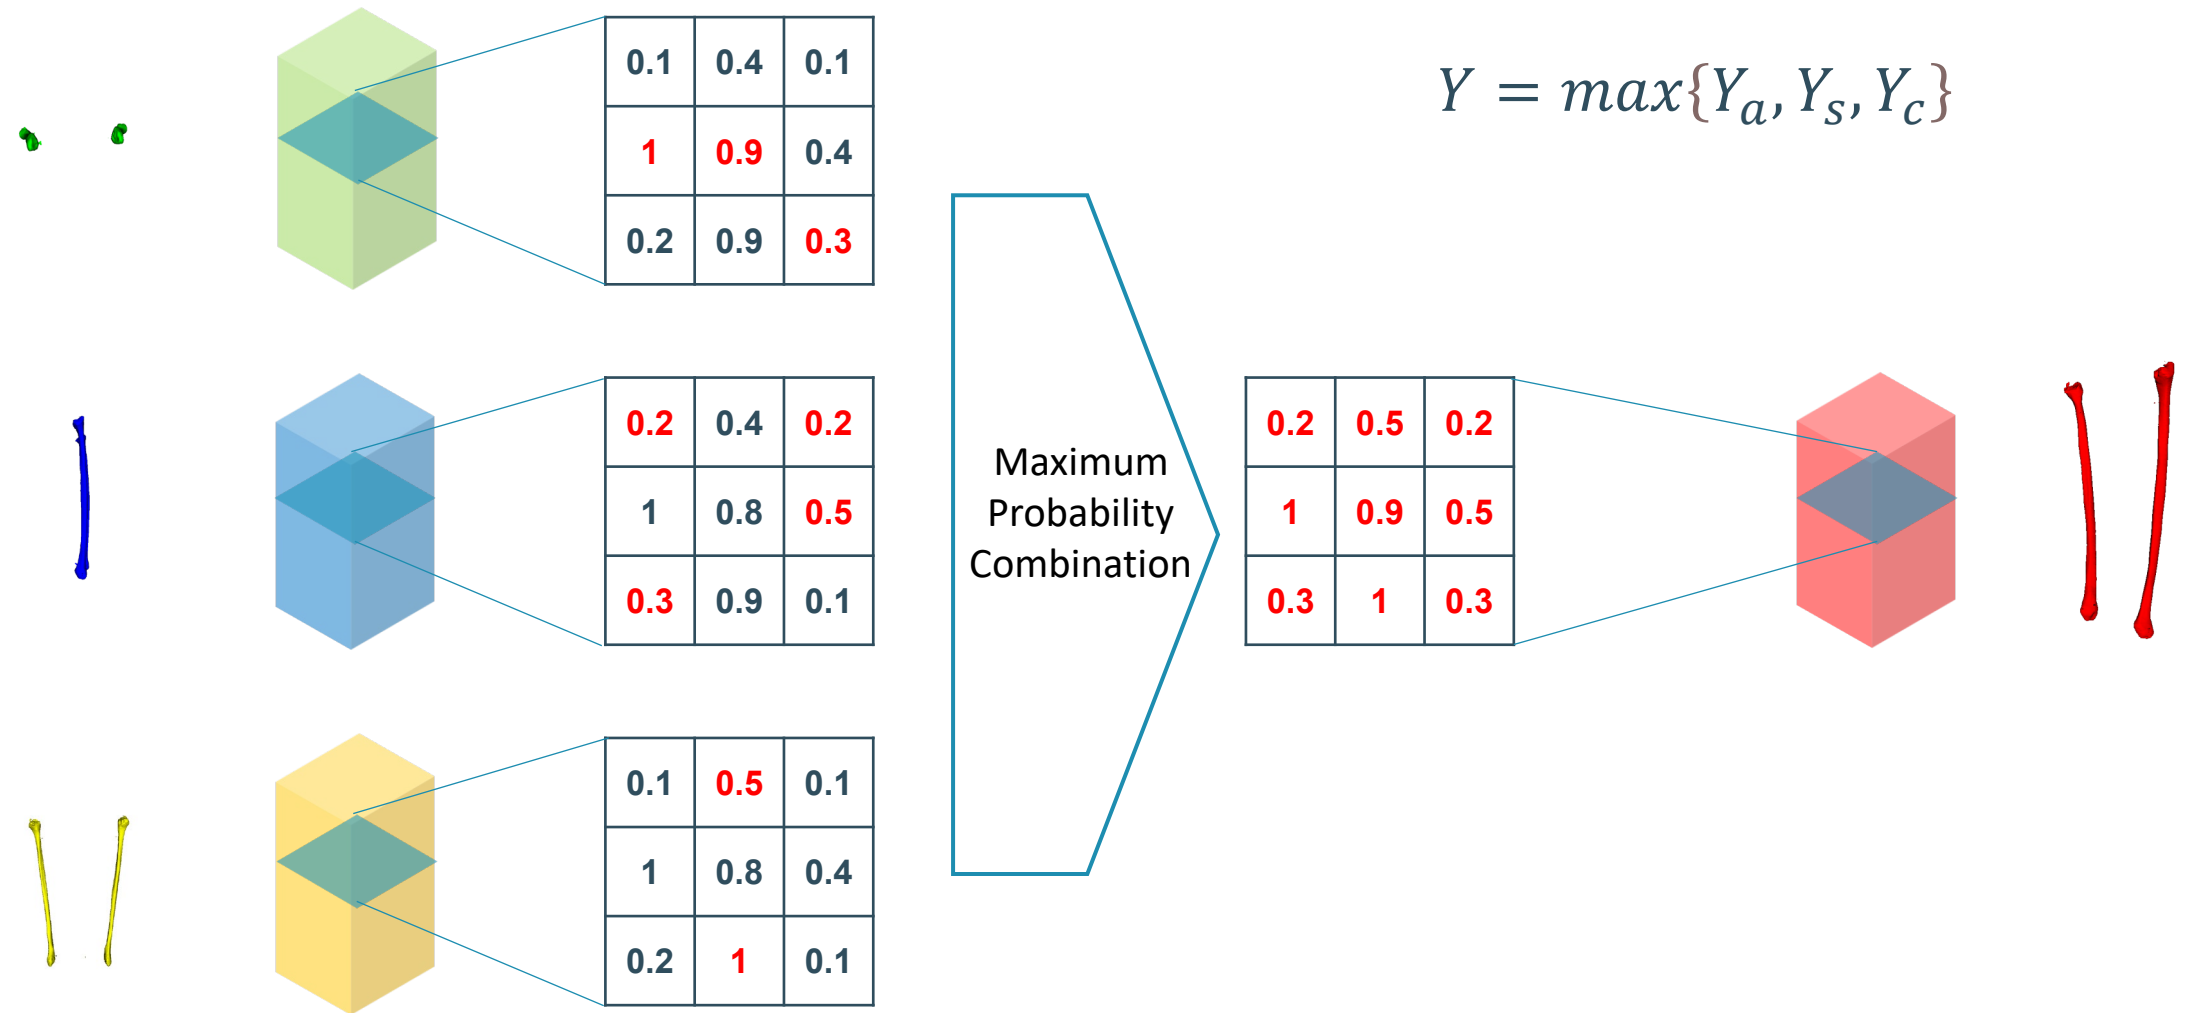 0.1 0.4 0.1
1 0.9 0.4
0.2 0.9 0.3
Y = max{Yₐ, Yₛ, Y꜀}
0.2 0.4 0.2
1 0.8 0.5
0.3 0.9 0.1
Maximum
Probability
Combination
0.2 0.5 0.2
1 0.9 0.5
0.3 1 0.3
0.1 0.5 0.1
1 0.8 0.4
0.2 1 0.1